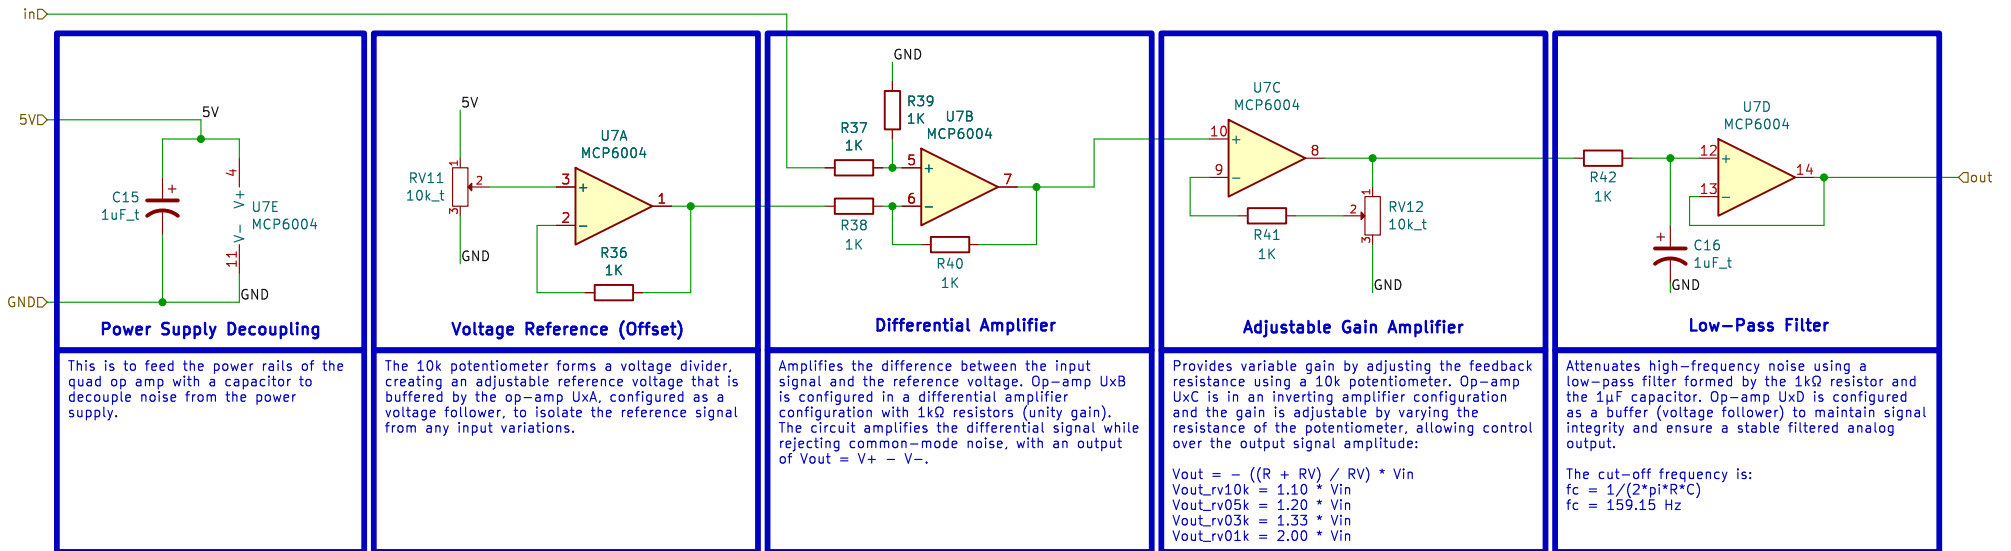 in
5V
GND
5V
C15
1uF_t
+
4
V+
V-
11
U7E
MCP6004
GND
Power Supply Decoupling
This is to feed the power rails of the
quad op amp with a capacitor to
decouple noise from the power
supply.
5V
RV11
10k_t
1
2
3
GND
U7A
MCP6004
3
+
2
-
1
R36
1K
Voltage Reference (Offset)
The 10k potentiometer forms a voltage divider,
creating an adjustable reference voltage that is
buffered by the op-amp UxA, configured as a
voltage follower, to isolate the reference signal
from any input variations.
GND
R39
1K
R37
1K
U7B
MCP6004
5
+
6
-
7
R38
1K
R40
1K
Differential Amplifier
Amplifies the difference between the input
signal and the reference voltage. Op-amp UxB
is configured in a differential amplifier
configuration with 1kΩ resistors (unity gain).
The circuit amplifies the differential signal while
rejecting common-mode noise, with an output
of Vout = V+ - V-.
U7C
MCP6004
10
+
9
-
8
R41
1K
1
2
3
RV12
10k_t
GND
Adjustable Gain Amplifier
Provides variable gain by adjusting the feedback
resistance using a 10k potentiometer. Op-amp
UxC is in an inverting amplifier configuration
and the gain is adjustable by varying the
resistance of the potentiometer, allowing control
over the output signal amplitude:
Vout = - ((R + RV) / RV) * Vin
Vout_rv10k = 1.10 * Vin
Vout_rv05k = 1.20 * Vin
Vout_rv03k = 1.33 * Vin
Vout_rv01k = 2.00 * Vin
R42
1K
U7D
MCP6004
12
+
13
-
14
+
C16
1uF_t
GND
out
Low-Pass Filter
Attenuates high-frequency noise using a
low-pass filter formed by the 1kΩ resistor and
the 1μF capacitor. Op-amp UxD is configured
as a buffer (voltage follower) to maintain signal
integrity and ensure a stable filtered analog
output.
The cut-off frequency is:
fc = 1/(2*pi*R*C)
fc = 159.15 Hz